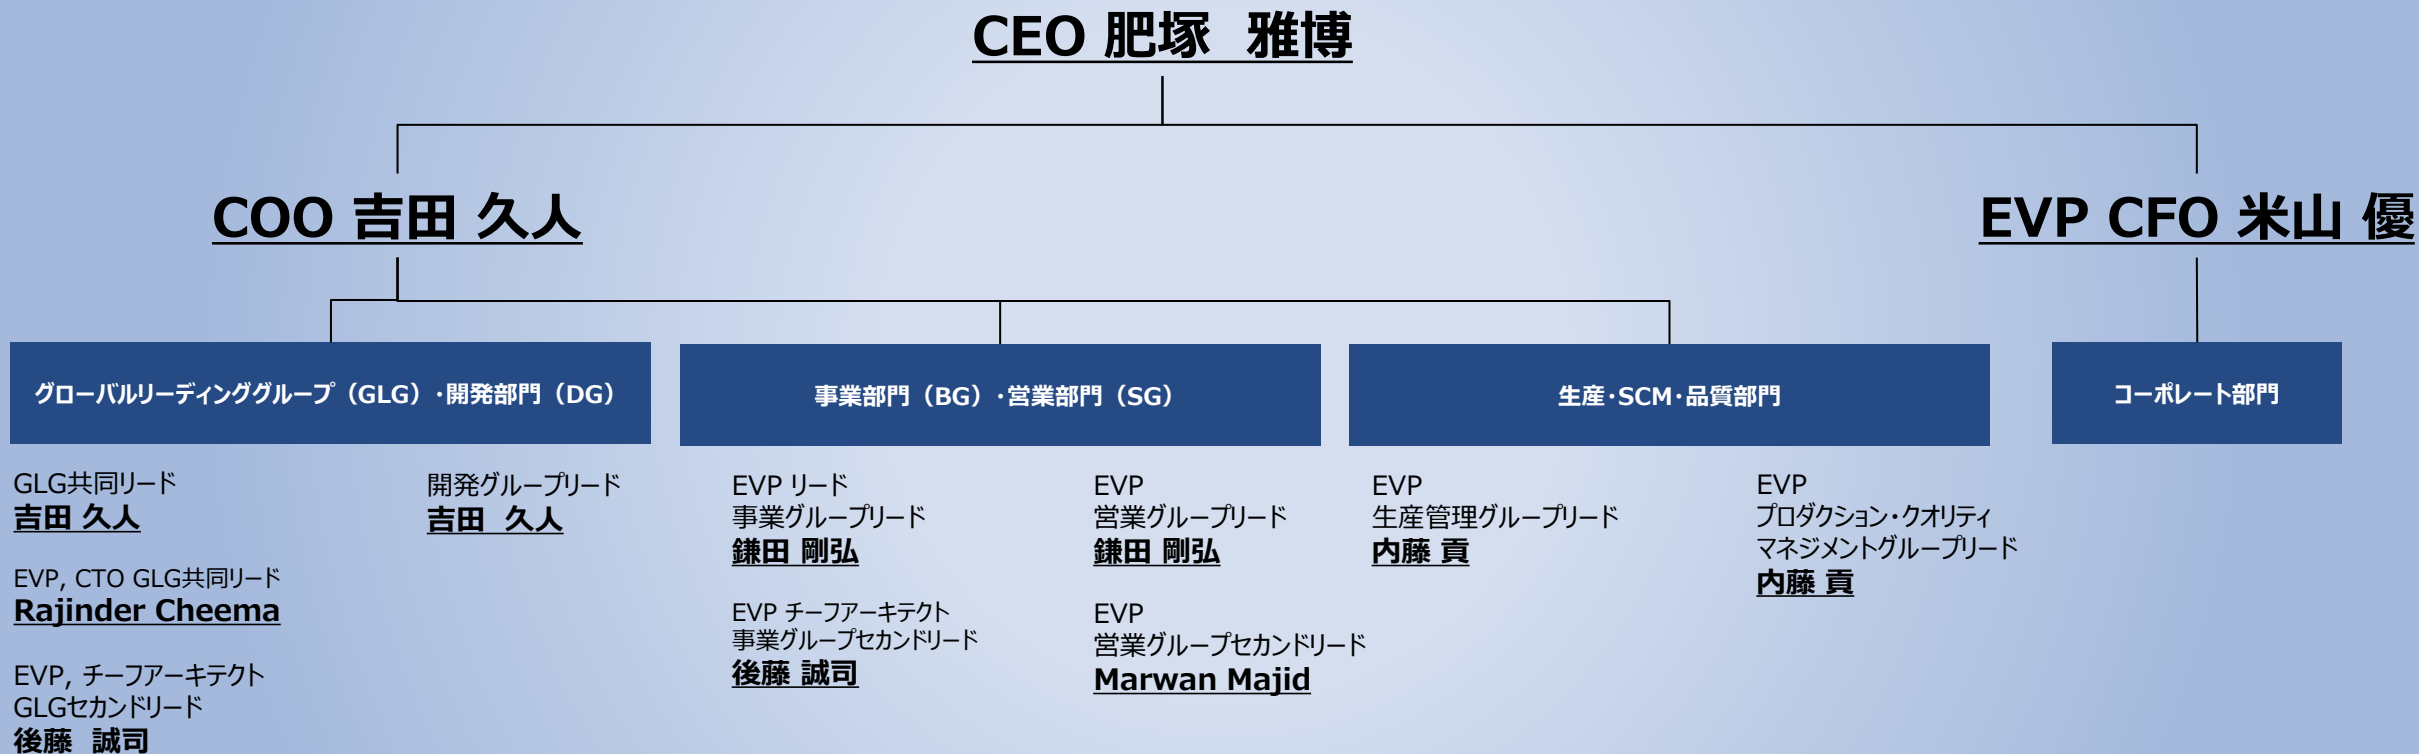 CEO 肥塚　雅博
COO 吉田 久人
EVP CFO 米山 優
グローバルリーディンググループ（GLG）・開発部門（DG）
事業部門（BG）・営業部門（SG）
生産・SCM・品質部門
コーポレート部門
GLG共同リード
吉田 久人
EVP, CTO GLG共同リード
Rajinder Cheema
EVP, チーフアーキテクト
GLGセカンドリード
後藤　誠司
開発グループリード
吉田　久人
EVP リード
事業グループリード
鎌田 剛弘
EVP チーフアーキテクト
事業グループセカンドリード
後藤 誠司
EVP
営業グループリード
鎌田 剛弘
EVP
営業グループセカンドリード
Marwan Majid
EVP
生産管理グループリード
内藤 貢
EVP
プロダクション・クオリティ
マネジメントグループリード
内藤 貢